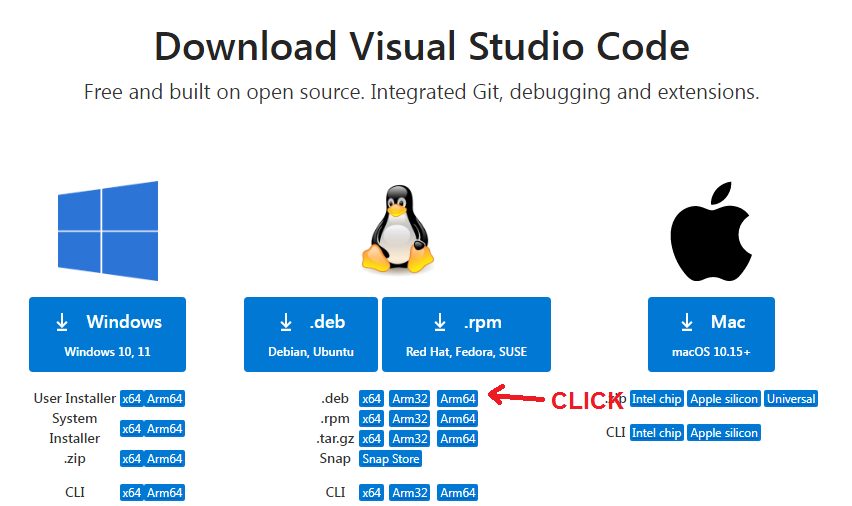 Download Visual Studio Code
Free and built on open source. Integrated Git, debugging and extensions.
Windows
Windows 10, 11
User Installer x64 Arm64
System
Installer x64 Arm64
.zip x64 Arm64
CLI x64 Arm64
.deb
Debian, Ubuntu
.rpm
Red Hat, Fedora, SUSE
.deb x64 Arm32 Arm64
.rpm x64 Arm32 Arm64
.tar.gz x64 Arm32 Arm64
Snap Snap Store
CLI x64 Arm32 Arm64
CLICK
Mac
macOS 10.15+
Intel chip Apple silicon Universal
CLI Intel chip Apple silicon